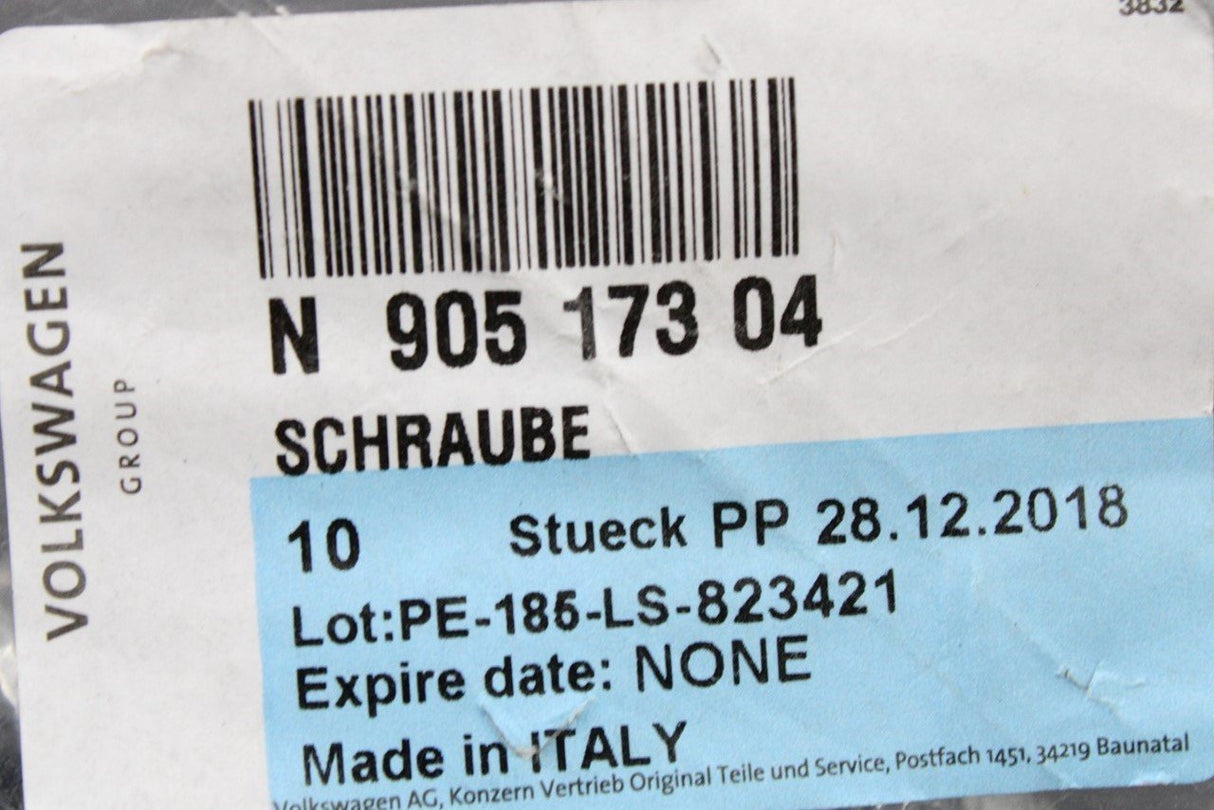 3832
VOLKSWAGEN
GROUP
N 905 173 04
SCHRAUBE
10 Stueck PP 28.12.2018
Lot:PE-185-LS-823421
Expire date: NONE
Made in ITALY
Volkswagen AG, Konzern Vertrieb Original Teile und Service, Postfach 1451, 34219 Baunatal